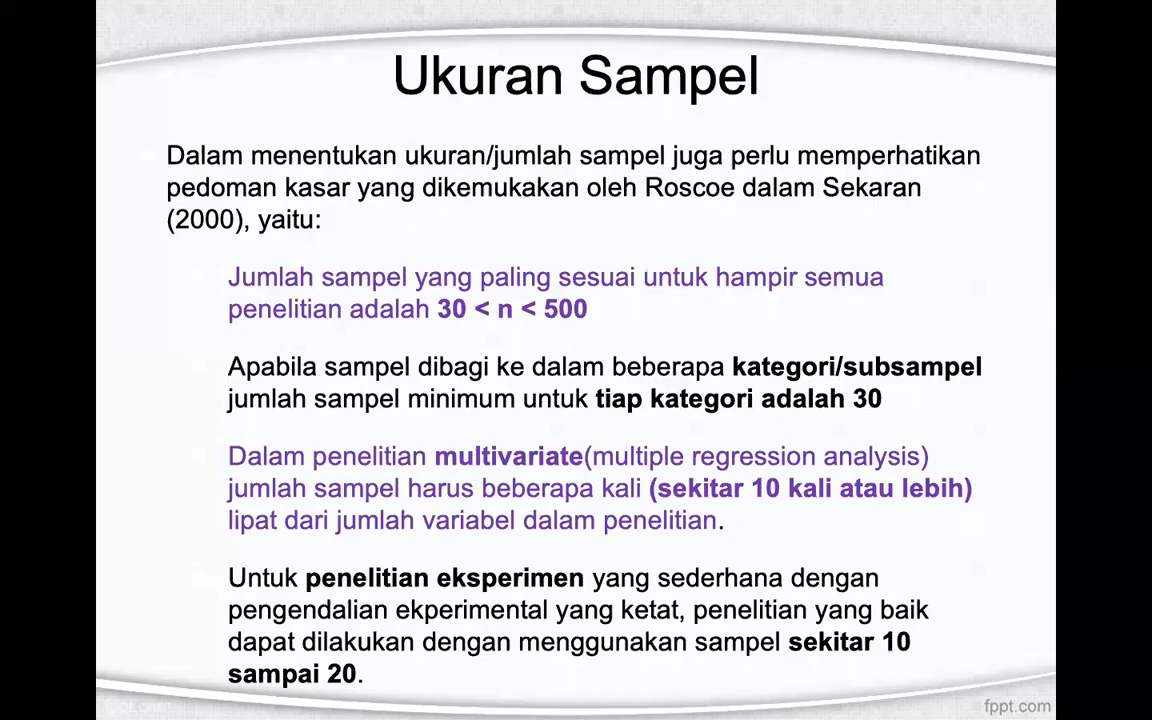 Ukuran Sampel
Dalam menentukan ukuran/jumlah sampel juga perlu memperhatikan
pedoman kasar yang dikemukakan oleh Roscoe dalam Sekaran
(2000), yaitu:
Jumlah sampel yang paling sesuai untuk hampir semua
penelitian adalah 30 < n < 500
Apabila sampel dibagi ke dalam beberapa kategori/subsampel
jumlah sampel minimum untuk tiap kategori adalah 30
Dalam penelitian multivariate(multiple regression analysis)
jumlah sampel harus beberapa kali (sekitar 10 kali atau lebih)
lipat dari jumlah variabel dalam penelitian.
Untuk penelitian eksperimen yang sederhana dengan
pengendalian ekperimental yang ketat, penelitian yang baik
dapat dilakukan dengan menggunakan sampel sekitar 10
sampai 20.
fppt.com